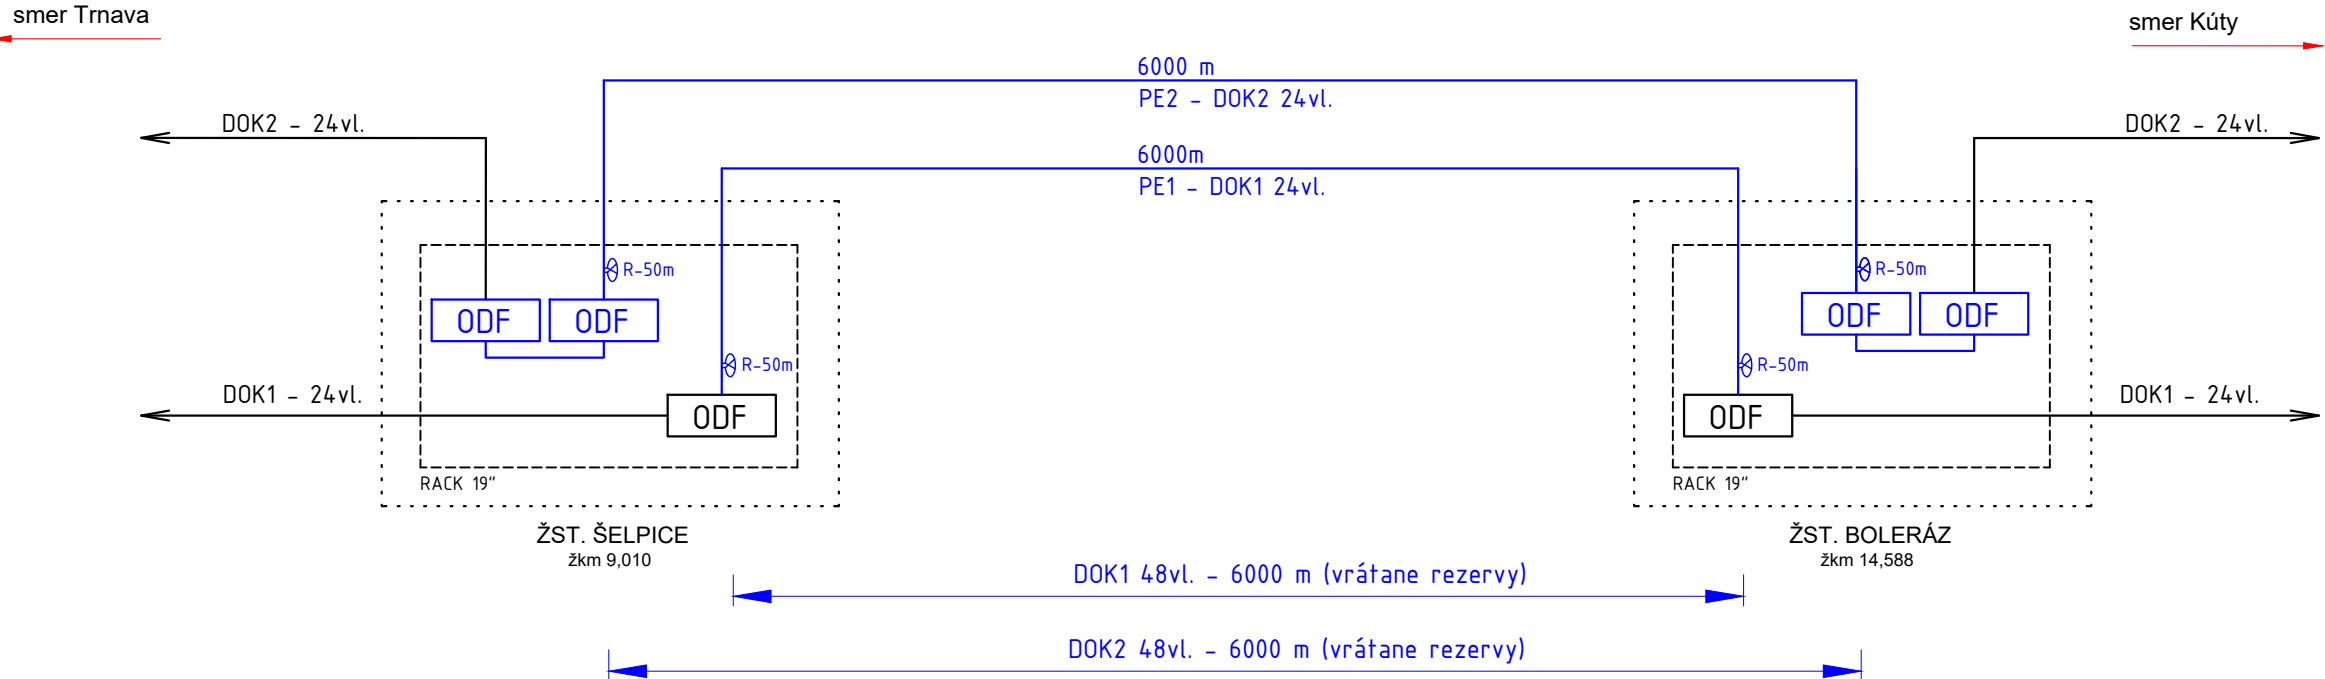 smer Trnava
smer Kúty
6000 m
PE2 - DOK2 24vl.
DOK2 - 24vl.
DOK2 - 24vl.
6000m
PE1 - DOK1 24vl.
R-50m
R-50m
ODF
ODF
ODF
ODF
R-50m
R-50m
DOK1 - 24vl.
DOK1 - 24vl.
ODF
ODF
RACK 19"
RACK 19"
ŽST. ŠELPICE
žkm 9,010
ŽST. BOLERÁZ
žkm 14,588
DOK1 48vl. - 6000 m (vrátane rezervy)
DOK2 48vl. - 6000 m (vrátane rezervy)